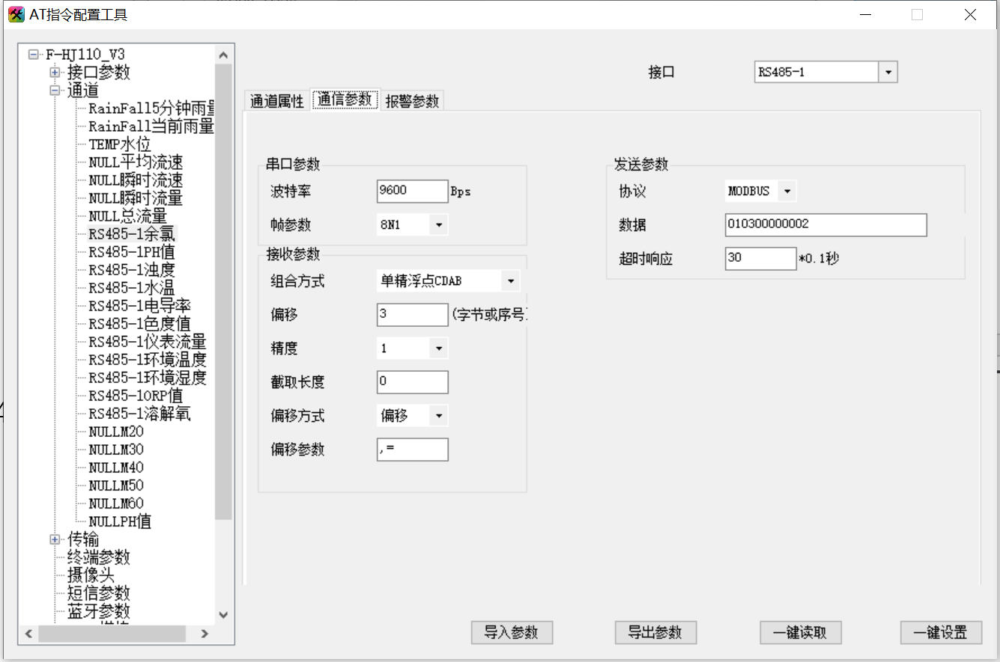 AT指令配置工具
F-HJ110_V3
接口参数
通道
RainFall5分钟雨量
RainFall当前雨量
TEMP水位
NULL平均流速
NULL瞬时流速
NULL瞬时流量
NULL总流量
RS485-1余氯
RS485-1PH值
RS485-1浊度
RS485-1水温
RS485-1电导率
RS485-1色度值
RS485-1仪表流量
RS485-1环境温度
RS485-1环境湿度
RS485-1ORP值
RS485-1溶解氧
NULLM20
NULLM30
NULLM40
NULLM50
NULLM60
NULLPH值
传输
终端参数
摄像头
短信参数
蓝牙参数
接口 RS485-1
通道属性 通信参数 报警参数
串口参数
波特率 9600 Bps
帧参数 8N1
接收参数
组合方式 单精浮点CDAB
偏移 3 (字节或序号)
精度 1
截取长度 0
偏移方式 偏移
偏移参数 ,=
发送参数
协议 MODBUS
数据 010300000002
超时响应 30 *0.1秒
导入参数 导出参数 一键读取 一键设置